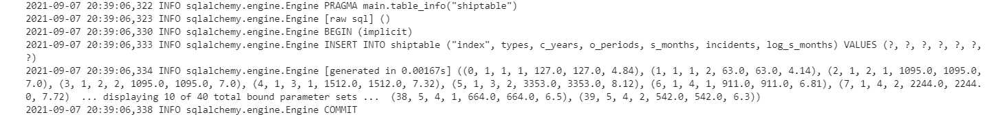 2021-09-07 20:39:06,322 INFO sqlalchemy.engine.Engine PRAGMA main.table_info("shiptable")
2021-09-07 20:39:06,323 INFO sqlalchemy.engine.Engine [raw sql] ()
2021-09-07 20:39:06,330 INFO sqlalchemy.engine.Engine BEGIN (implicit)
2021-09-07 20:39:06,333 INFO sqlalchemy.engine.Engine INSERT INTO shiptable ("index", types, c_years, o_periods, s_months, incidents, log_s_months) VALUES (?, ?, ?, ?, ?, ?,
?)
2021-09-07 20:39:06,334 INFO sqlalchemy.engine.Engine [generated in 0.00167s] ((0, 1, 1, 1, 127.0, 127.0, 4.84), (1, 1, 1, 2, 63.0, 63.0, 4.14), (2, 1, 2, 1, 1095.0, 1095.0,
7.0), (3, 1, 2, 2, 1095.0, 1095.0, 7.0), (4, 1, 3, 1, 1512.0, 1512.0, 7.32), (5, 1, 3, 2, 3353.0, 3353.0, 8.12), (6, 1, 4, 1, 911.0, 911.0, 6.81), (7, 1, 4, 2, 2244.0, 2244.
0, 7.72)  ... displaying 10 of 40 total bound parameter sets ...  (38, 5, 4, 1, 664.0, 664.0, 6.5), (39, 5, 4, 2, 542.0, 542.0, 6.3))
2021-09-07 20:39:06,338 INFO sqlalchemy.engine.Engine COMMIT